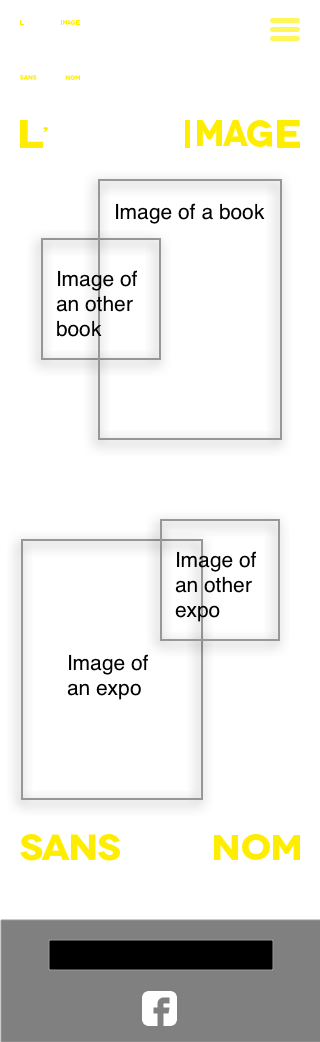 L' IMAGE
SANS NOM
L' IMAGE
Image of a book
Image of
an other
book
Image of
an other
expo
Image of
an expo
SANS NOM
f